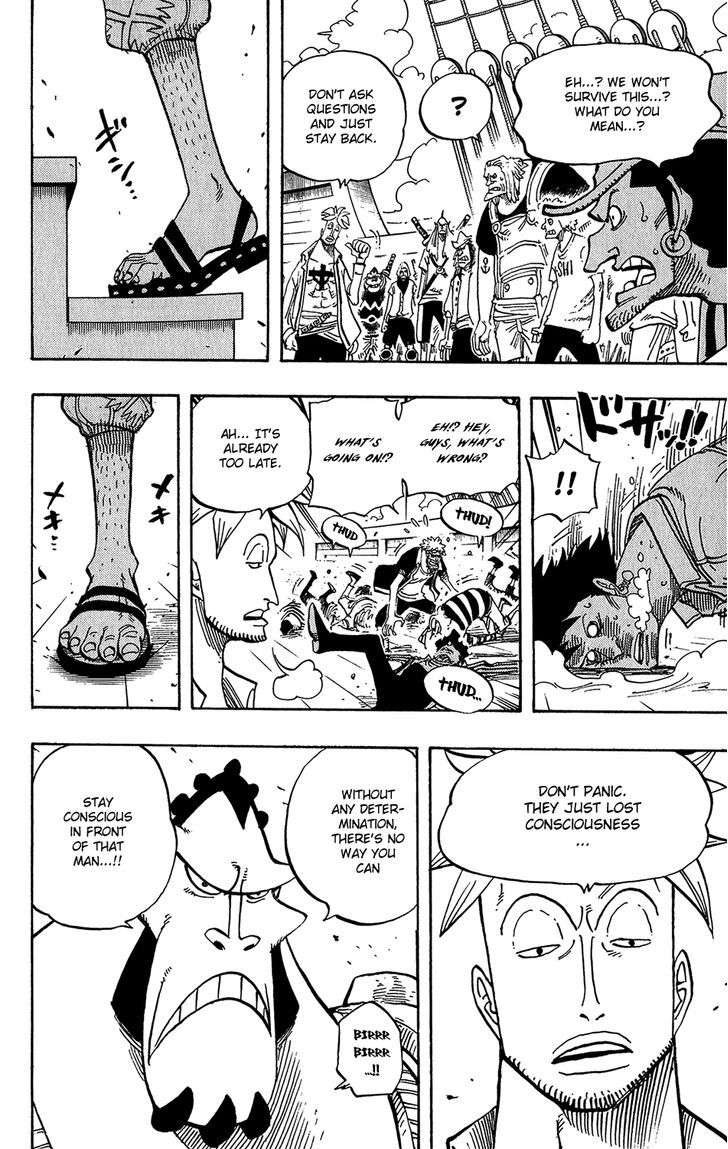 EH...? WE WON'T
SURVIVE THIS...?
WHAT DO YOU
MEAN...?
?
DON'T ASK
QUESTIONS
AND JUST
STAY BACK.
SHI
ギシ…
ドサッ…!!
!!
EH!? HEY,
GUYS, WHAT'S
WRONG?
WHAT'S
GOING ON!?
THUD!
THUD
THUD...
AH... IT'S
ALREADY
TOO LATE.
メキ
メキ
DON'T PANIC.
THEY JUST LOST
CONSCIOUSNESS
...
WITHOUT
ANY DETER-
MINATION,
THERE'S NO
WAY YOU
CAN
STAY
CONSCIOUS
IN FRONT
OF THAT
MAN...!!
BIRRR
BIRRR
...!!